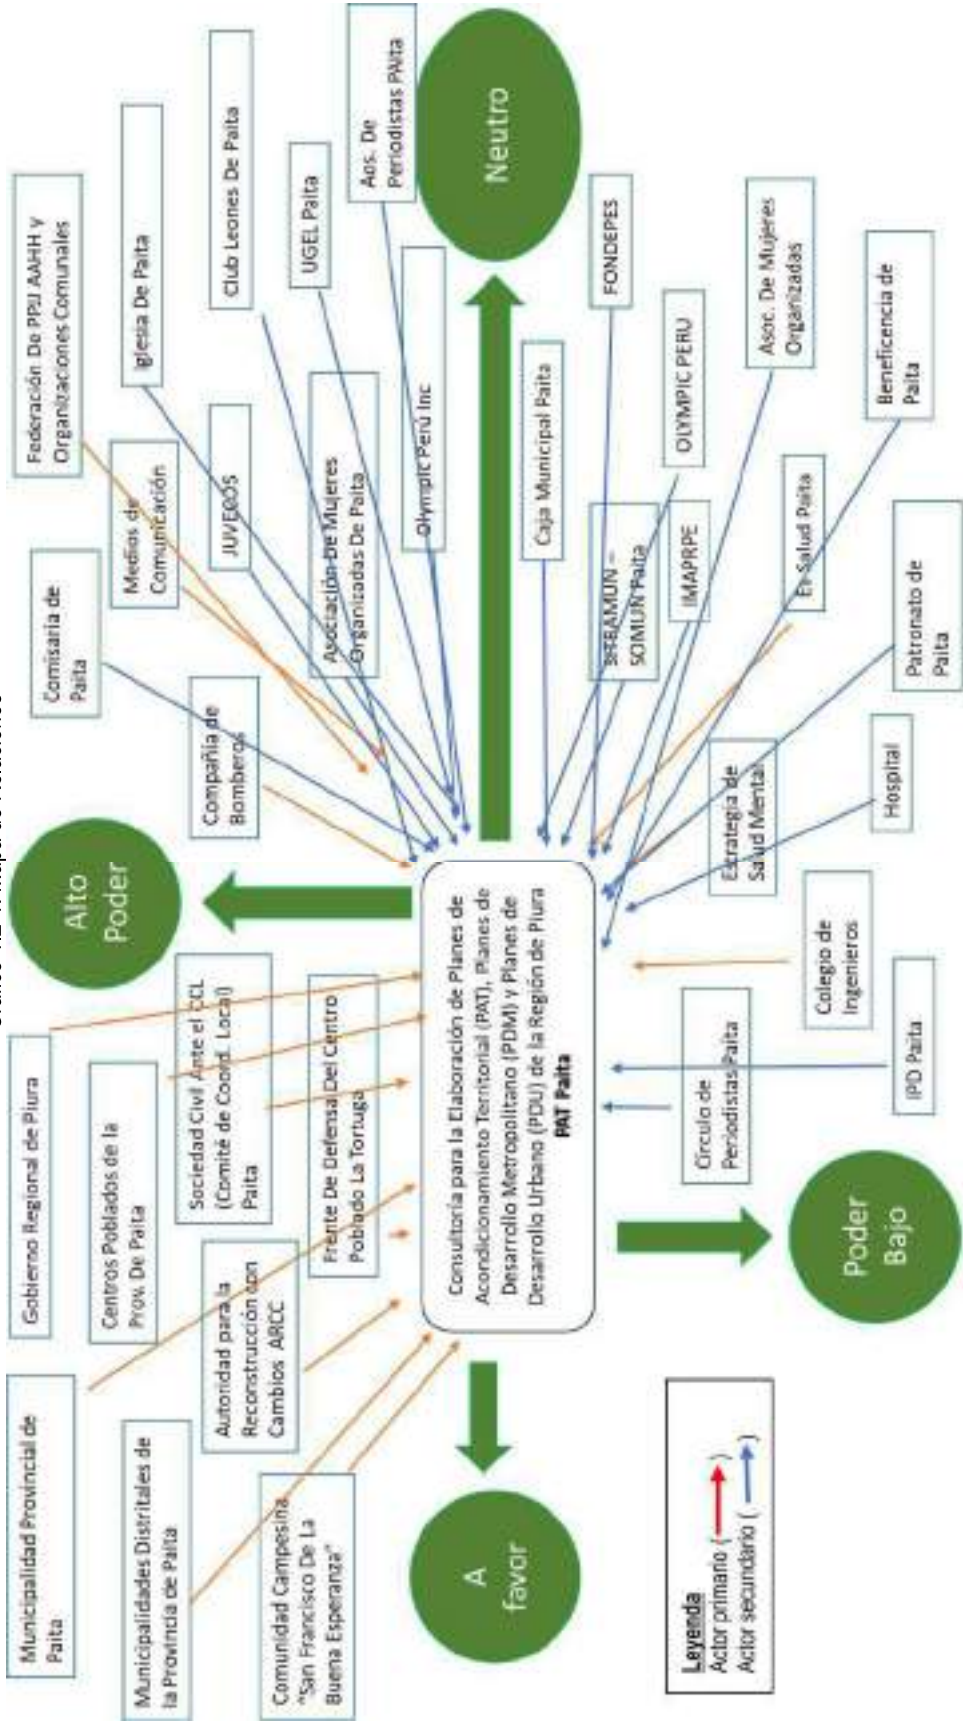 Alto
Poder
Gobierno Regional de Piura
Municipalidad Provincial de
Paita
Centros Poblados de la
Prov. De Paita
Municipalidades Distritales de
la Provincia de Paita
Sociedad Civil Ante el CCL
(Comité de Coord. Local)
Paita
Autoridad para la
Reconstrucción con
Cambios ARCC
Comunidad Campesina
"San Francisco De La
Buena Esperanza"
Frente De Defensa Del Centro
Poblado La Tortuga
Federación De PPJJ AAHH y
Organizaciones Comunales
Comisaria de
Paita
Medios de
Comunicación
Iglesia De Paita
Compañía de
Bomberos
JUVECOS
Club Leones De Paita
Asociación De Mujeres
Organizadas De Paita
UGEL Paita
Aos. De
Periodistas PAita
Olympic Perú Inc
A
favor
Consultoría para la Elaboración de Planes de
Acondicionamiento Territorial (PAT), Planes de
Desarrollo Metropolitano (PDM) y Planes de
Desarrollo Urbano (PDU) de la Región de Piura
PAT Paita
Neutro
Caja Municipal Paita
FONDEPES
SOMUN Paita
OLYMPIC PERU
IMAPRPE
Asoc. De Mujeres
Organizadas
Estrategia de
Salud Mental
Es Salud Paita
Beneficencia de
Paita
Circulo de
Periodistas Paita
Colegio de
Ingenieros
Hospital
Patronato de
Paita
IPD Paita
Poder
Bajo
Leyenda
Actor primario ( )
Actor secundario ( )